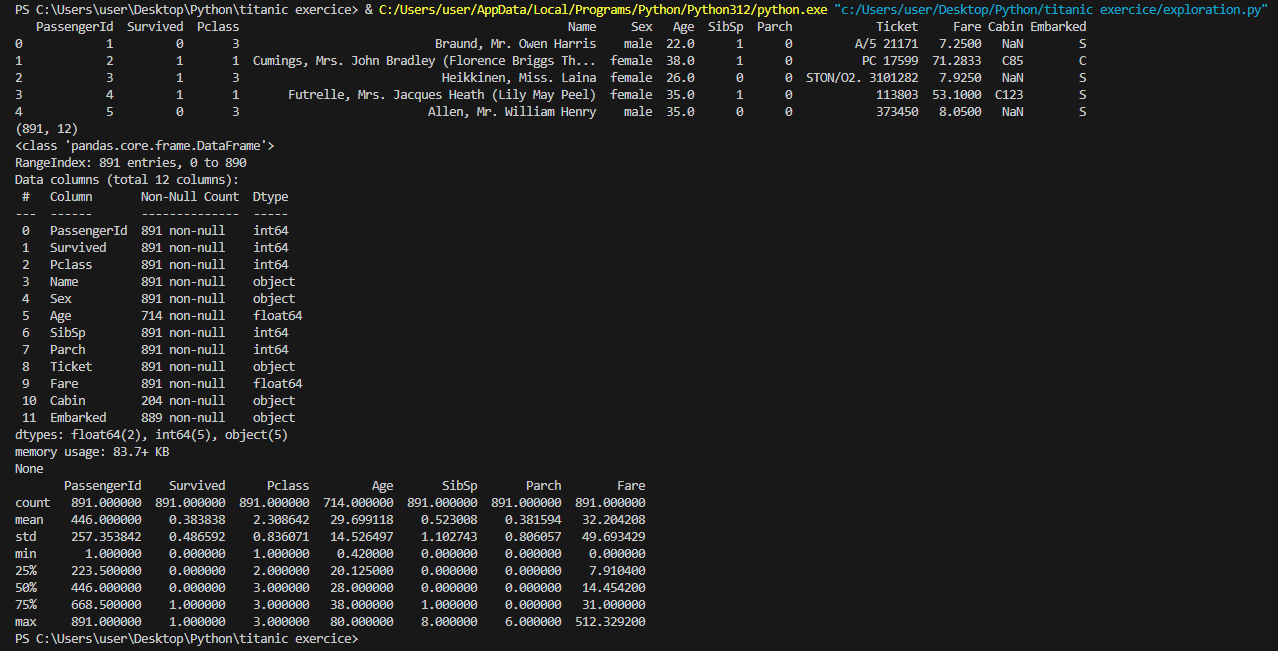 PS C:\Users\user\Desktop\Python\titanic exercice> & C:/Users/user/AppData/Local/Programs/Python/Python312/python.exe "c:/Users/user/Desktop/Python/titanic exercice/exploration.py"
   PassengerId  Survived  Pclass                                               Name     Sex   Age  SibSp  Parch            Ticket     Fare Cabin Embarked
0            1         0       3                            Braund, Mr. Owen Harris    male  22.0      1      0         A/5 21171   7.2500   NaN        S
1            2         1       1  Cumings, Mrs. John Bradley (Florence Briggs Th...  female  38.0      1      0          PC 17599  71.2833   C85        C
2            3         1       3                             Heikkinen, Miss. Laina  female  26.0      0      0  STON/O2. 3101282   7.9250   NaN        S
3            4         1       1       Futrelle, Mrs. Jacques Heath (Lily May Peel)  female  35.0      1      0            113803  53.1000  C123        S
4            5         0       3                           Allen, Mr. William Henry    male  35.0      0      0            373450   8.0500   NaN        S
(891, 12)
<class 'pandas.core.frame.DataFrame'>
RangeIndex: 891 entries, 0 to 890
Data columns (total 12 columns):
 #   Column       Non-Null Count  Dtype
---  ------       --------------  -----
 0   PassengerId  891 non-null    int64
 1   Survived     891 non-null    int64
 2   Pclass       891 non-null    int64
 3   Name         891 non-null    object
 4   Sex          891 non-null    object
 5   Age          714 non-null    float64
 6   SibSp        891 non-null    int64
 7   Parch        891 non-null    int64
 8   Ticket       891 non-null    object
 9   Fare         891 non-null    float64
 10  Cabin        204 non-null    object
 11  Embarked     889 non-null    object
dtypes: float64(2), int64(5), object(5)
memory usage: 83.7+ KB
None
       PassengerId    Survived      Pclass         Age       SibSp       Parch        Fare
count   891.000000  891.000000  891.000000  714.000000  891.000000  891.000000  891.000000
mean    446.000000    0.383838    2.308642   29.699118    0.523008    0.381594   32.204208
std     257.353842    0.486592    0.836071   14.526497    1.102743    0.806057   49.693429
min       1.000000    0.000000    1.000000    0.420000    0.000000    0.000000    0.000000
25%     223.500000    0.000000    2.000000   20.125000    0.000000    0.000000    7.910400
50%     446.000000    0.000000    3.000000   28.000000    0.000000    0.000000   14.454200
75%     668.500000    1.000000    3.000000   38.000000    1.000000    0.000000   31.000000
max     891.000000    1.000000    3.000000   80.000000    8.000000    6.000000  512.329200
PS C:\Users\user\Desktop\Python\titanic exercice>